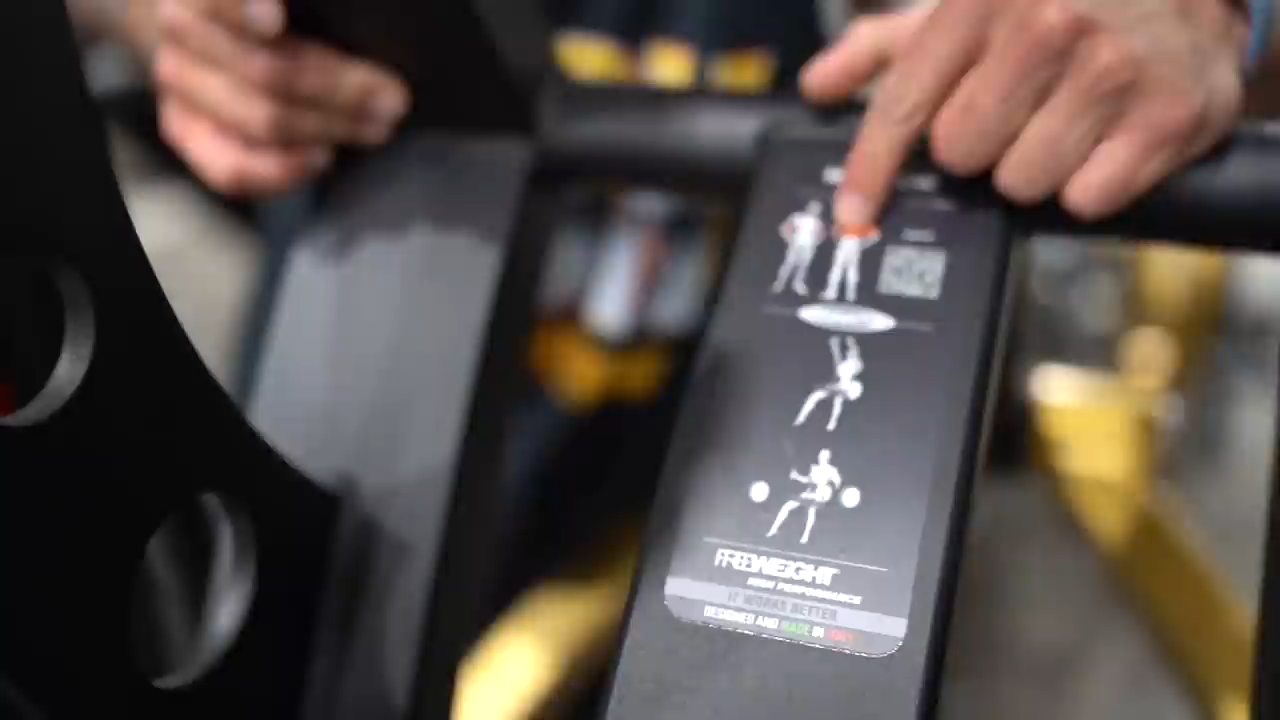 FREEWEIGHT
HIGH PERFORMANCE
IT WORKS BETTER
DESIGNED AND MADE IN ITALY